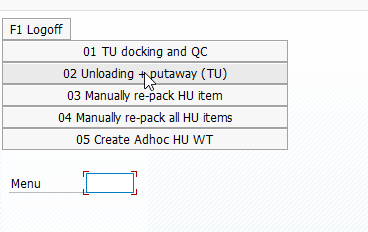 F1 Logoff
01 TU docking and QC
02 Unloading + putaway (TU)
03 Manually re-pack HU item
04 Manually re-pack all HU items
05 Create Adhoc HU WT
Menu